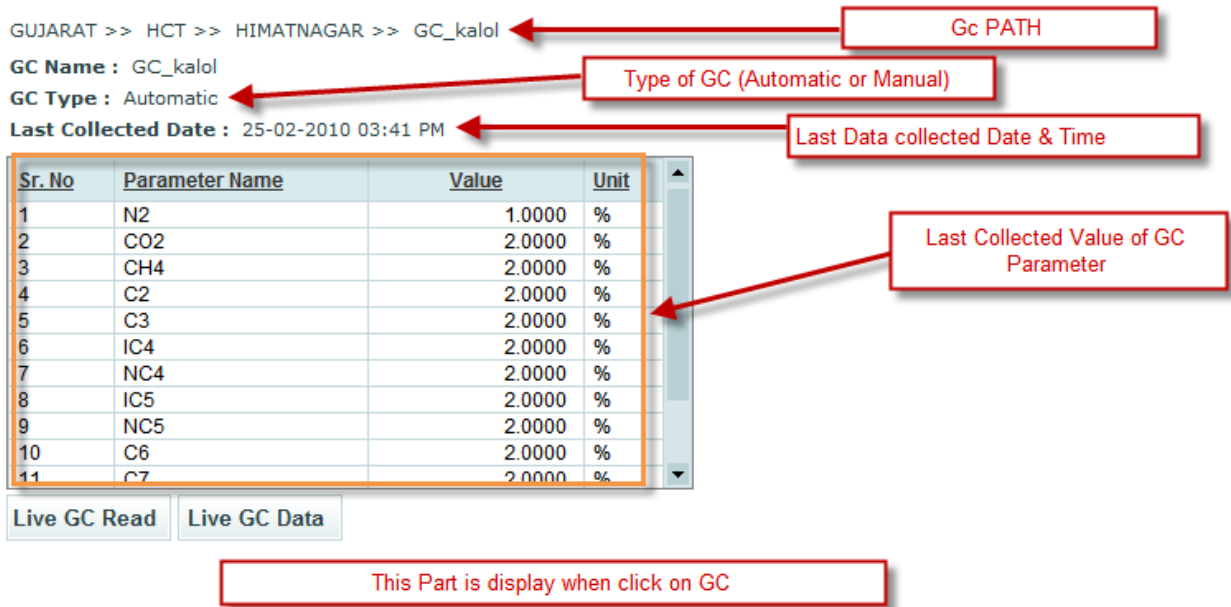 GUJARAT >> HCT >> HIMATNAGAR >> GC_kalol
Gc PATH
GC Name : GC_kalol
GC Type : Automatic
Type of GC (Automatic or Manual)
Last Collected Date : 25-02-2010 03:41 PM
Last Data collected Date & Time
Sr. No Parameter Name Value Unit
1 N2 1.0000 %
2 CO2 2.0000 %
3 CH4 2.0000 %
4 C2 2.0000 %
5 C3 2.0000 %
6 IC4 2.0000 %
7 NC4 2.0000 %
8 IC5 2.0000 %
9 NC5 2.0000 %
10 C6 2.0000 %
11 C7 2.0000 %
Last Collected Value of GC
Parameter
Live GC Read Live GC Data
This Part is display when click on GC